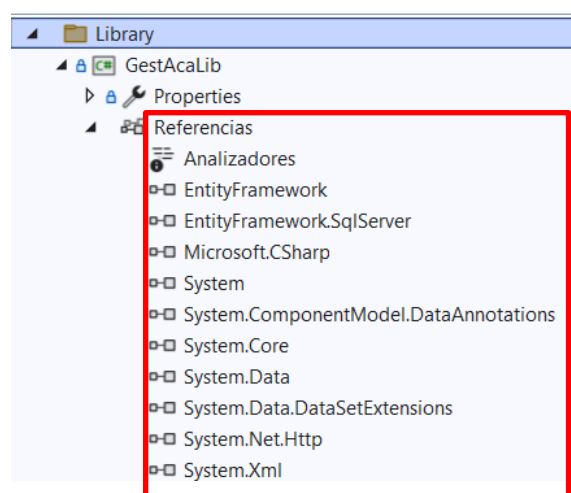 Library
C# GestAcaLib
Properties
Referencias
Analizadores
EntityFramework
EntityFramework.SqlServer
Microsoft.CSharp
System
System.ComponentModel.DataAnnotations
System.Core
System.Data
System.Data.DataSetExtensions
System.Net.Http
System.Xml